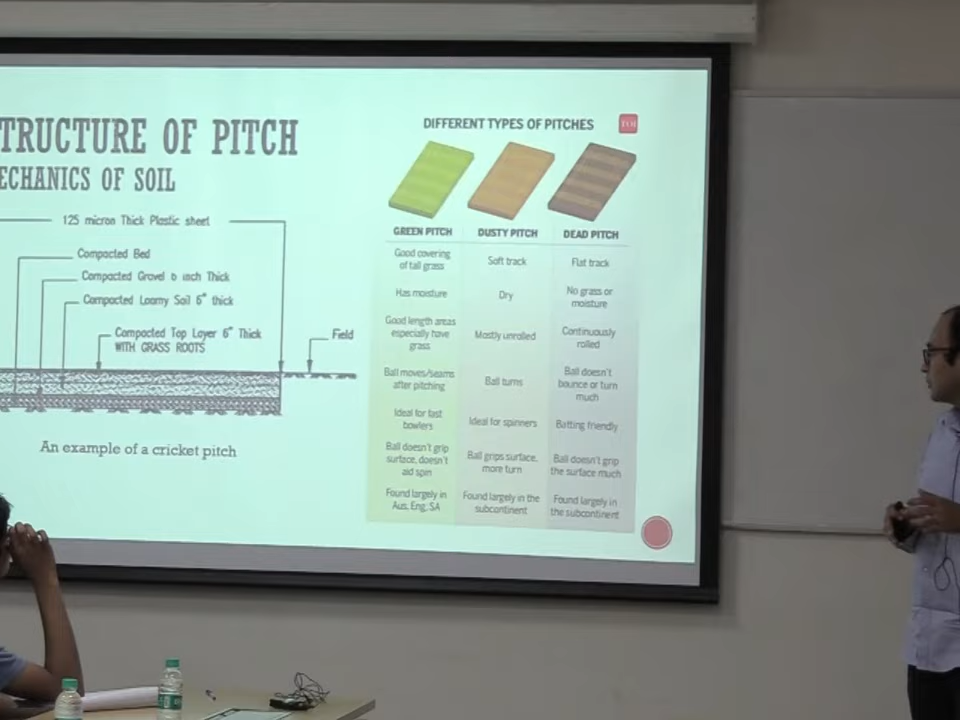 TRUCTURE OF PITCH
ECHANICS OF SOIL
125 micron Thick Plastic sheet
Compacted Bed
Compacted Gravel 6 inch Thick
Compacted Loamy Soil 6" thick
Compacted Top Layer 6" Thick
WITH GRASS ROOTS
Field
An example of a cricket pitch
DIFFERENT TYPES OF PITCHES
TOI
GREEN PITCH DUSTY PITCH DEAD PITCH
Good covering
of tall grass
Soft track
Flat track
Has moisture
Dry
No grass or
moisture
Good length areas
especially have
grass
Mostly unrolled
Continuously
rolled
Ball moves/seams
after pitching
Ball turns
Ball doesn't
bounce or turn
much
Ideal for fast
bowlers
Ideal for spinners
Batting friendly
Ball doesn't grip
surface, doesn't
aid spin
Ball grips surface,
more turn
Ball doesn't grip
the surface much
Found largely in
Aus, Eng, SA
Found largely in the
subcontinent
Found largely in
the subcontinent